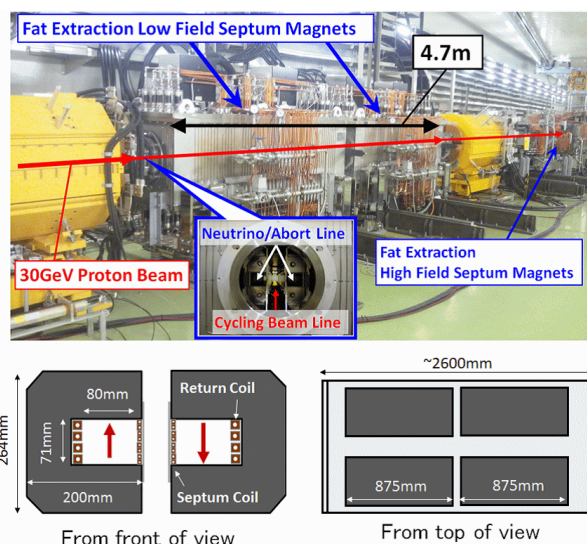 Fat Extraction Low Field Septum Magnets
4.7m
Neutrino/Abort Line
Cycling Beam Line
30GeV Proton Beam
Fat Extraction
High Field Septum Magnets
80mm
Return Coil
71mm
264mm
200mm
Septum Coil
From front of view
~2600mm
875mm
875mm
From top of view